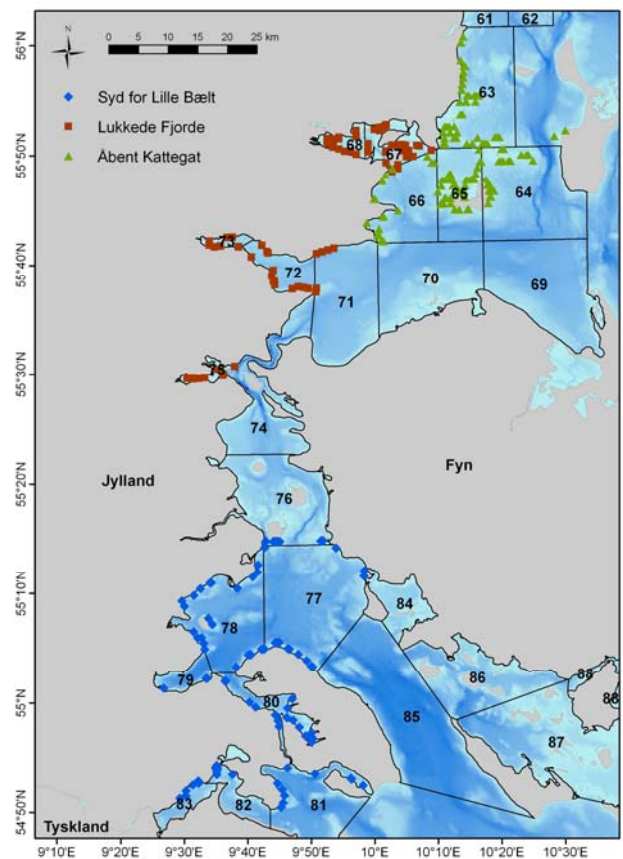 61 62
56°N
0 5 10 15 20 25 km
N
Syd for Lille Bælt
Lukkede Fjorde
Åbent Kattegat
63
55°50'N
68 67
66 65 64
73
55°40'N
72 71 70 69
55°30'N
75
74
Jylland
Fyn
55°20'N
76
55°10'N
77
78
84
79
55°N
80
86 88
88
85
87
83 82 81
54°50'N
Tyskland
9°10'E 9°20'E 9°30'E 9°40'E 9°50'E 10°E 10°10'E 10°20'E 10°30'E